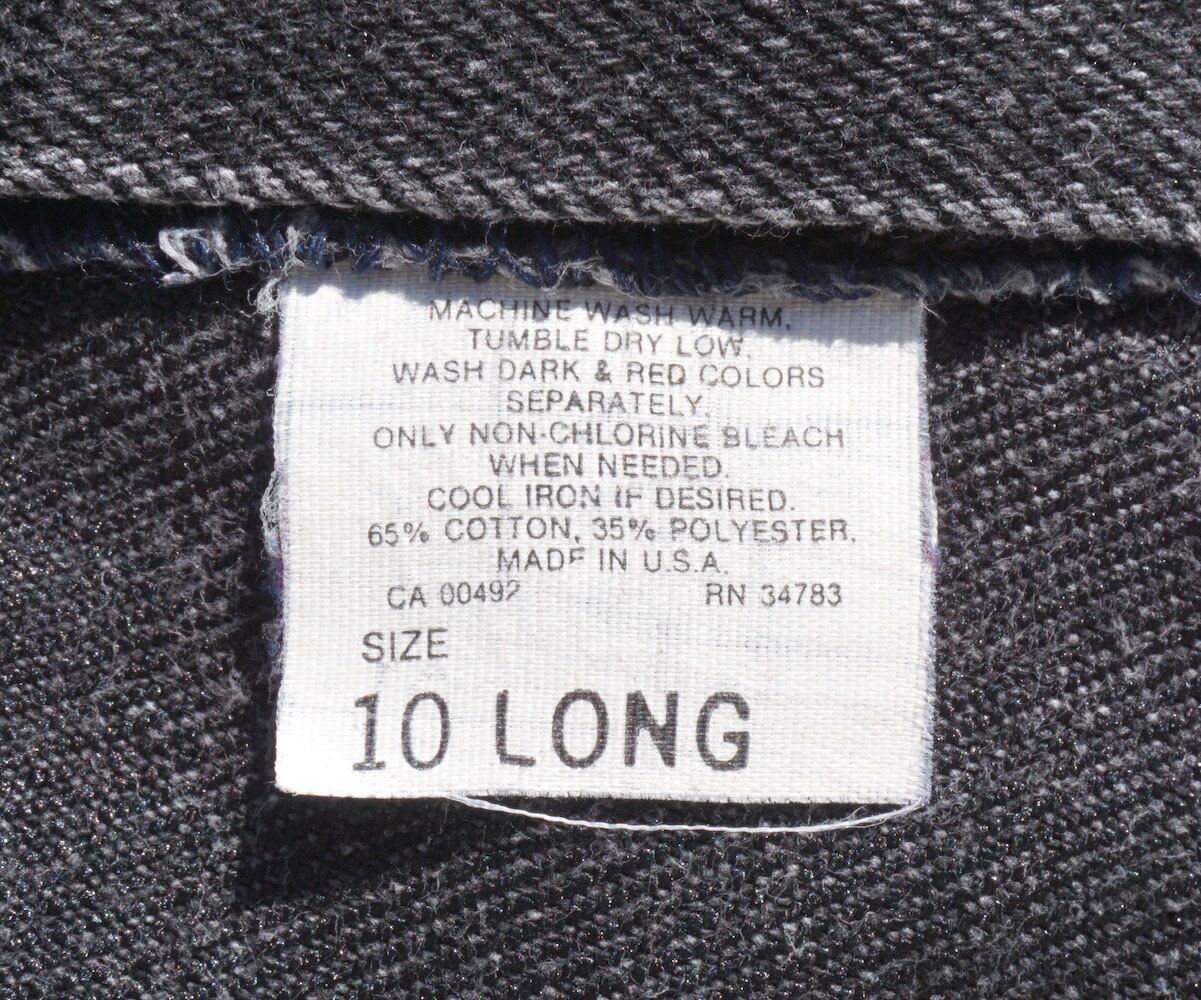 MACHINE WASH WARM.
TUMBLE DRY LOW.
WASH DARK & RED COLORS
SEPARATELY.
ONLY NON-CHLORINE BLEACH
WHEN NEEDED.
COOL IRON IF DESIRED.
65% COTTON, 35% POLYESTER.
MADE IN U.S.A.
CA 00492 RN 34783
SIZE
10 LONG